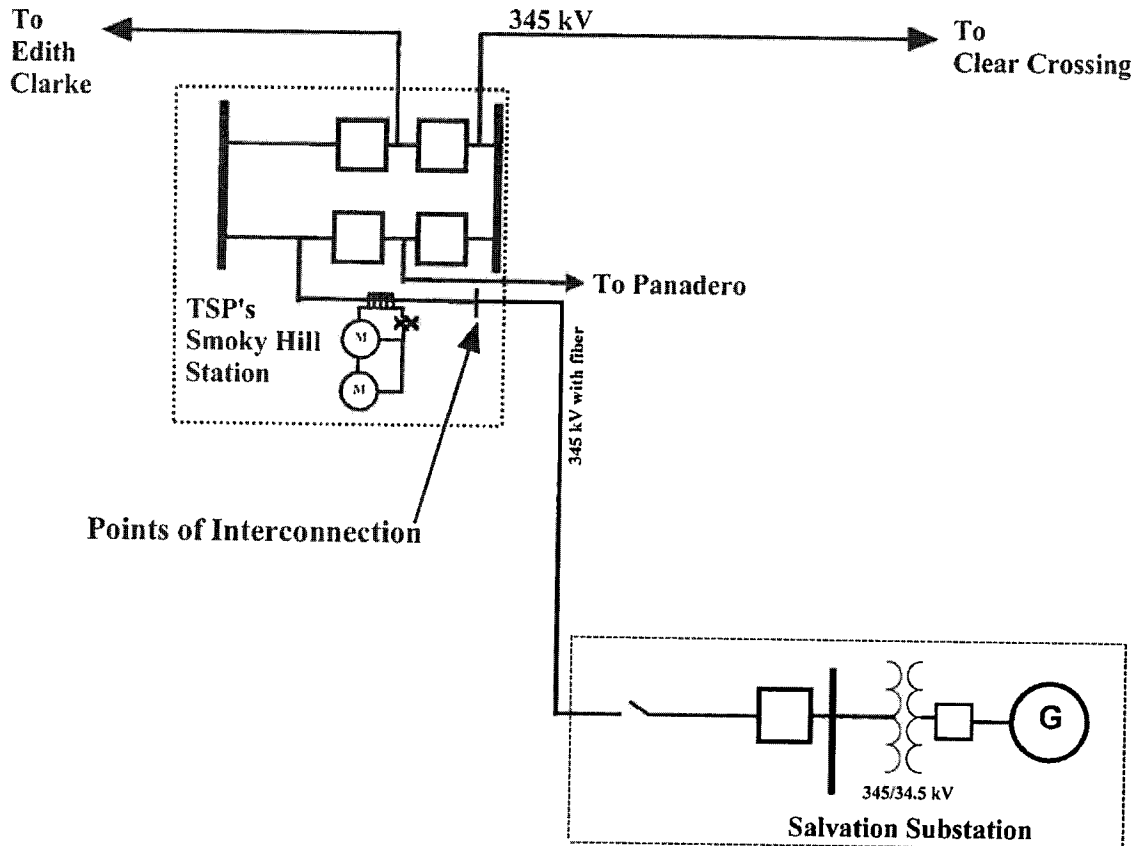 To
Edith
Clarke
345 kV
To
Clear Crossing
To Panadero
TSP's
Smoky Hill
Station
M
M
345 kV with fiber
Points of Interconnection
G
345/34.5 kV
Salvation Substation